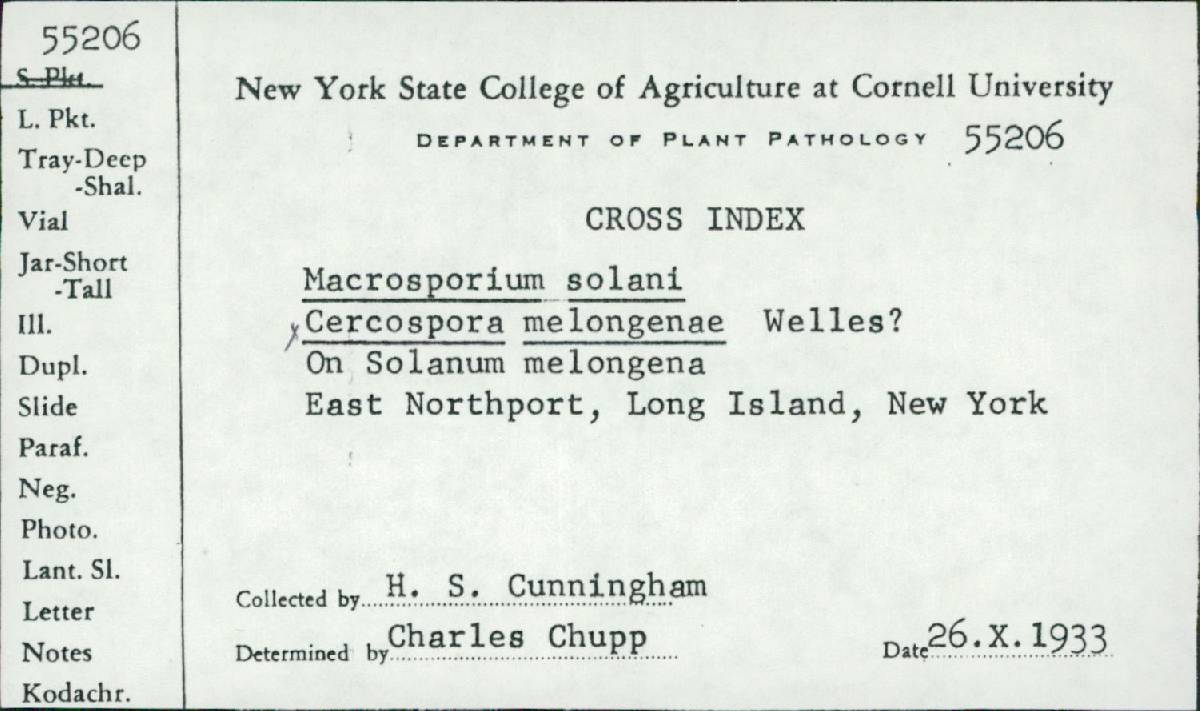 55206
S. Pkt.
L. Pkt.
Tray-Deep
-Shal.
Vial
Jar-Short
-Tall
Ill.
Dupl.
Slide
Paraf.
Neg.
Photo.
Lant. Sl.
Letter
Notes
Kodachr.
New York State College of Agriculture at Cornell University
DEPARTMENT OF PLANT PATHOLOGY 55206
CROSS INDEX
Macrosporium solani
x Cercospora melongenae Welles?
On Solanum melongena
East Northport, Long Island, New York
Collected by H. S. Cunningham
Determined by Charles Chupp Date 26.X.1933